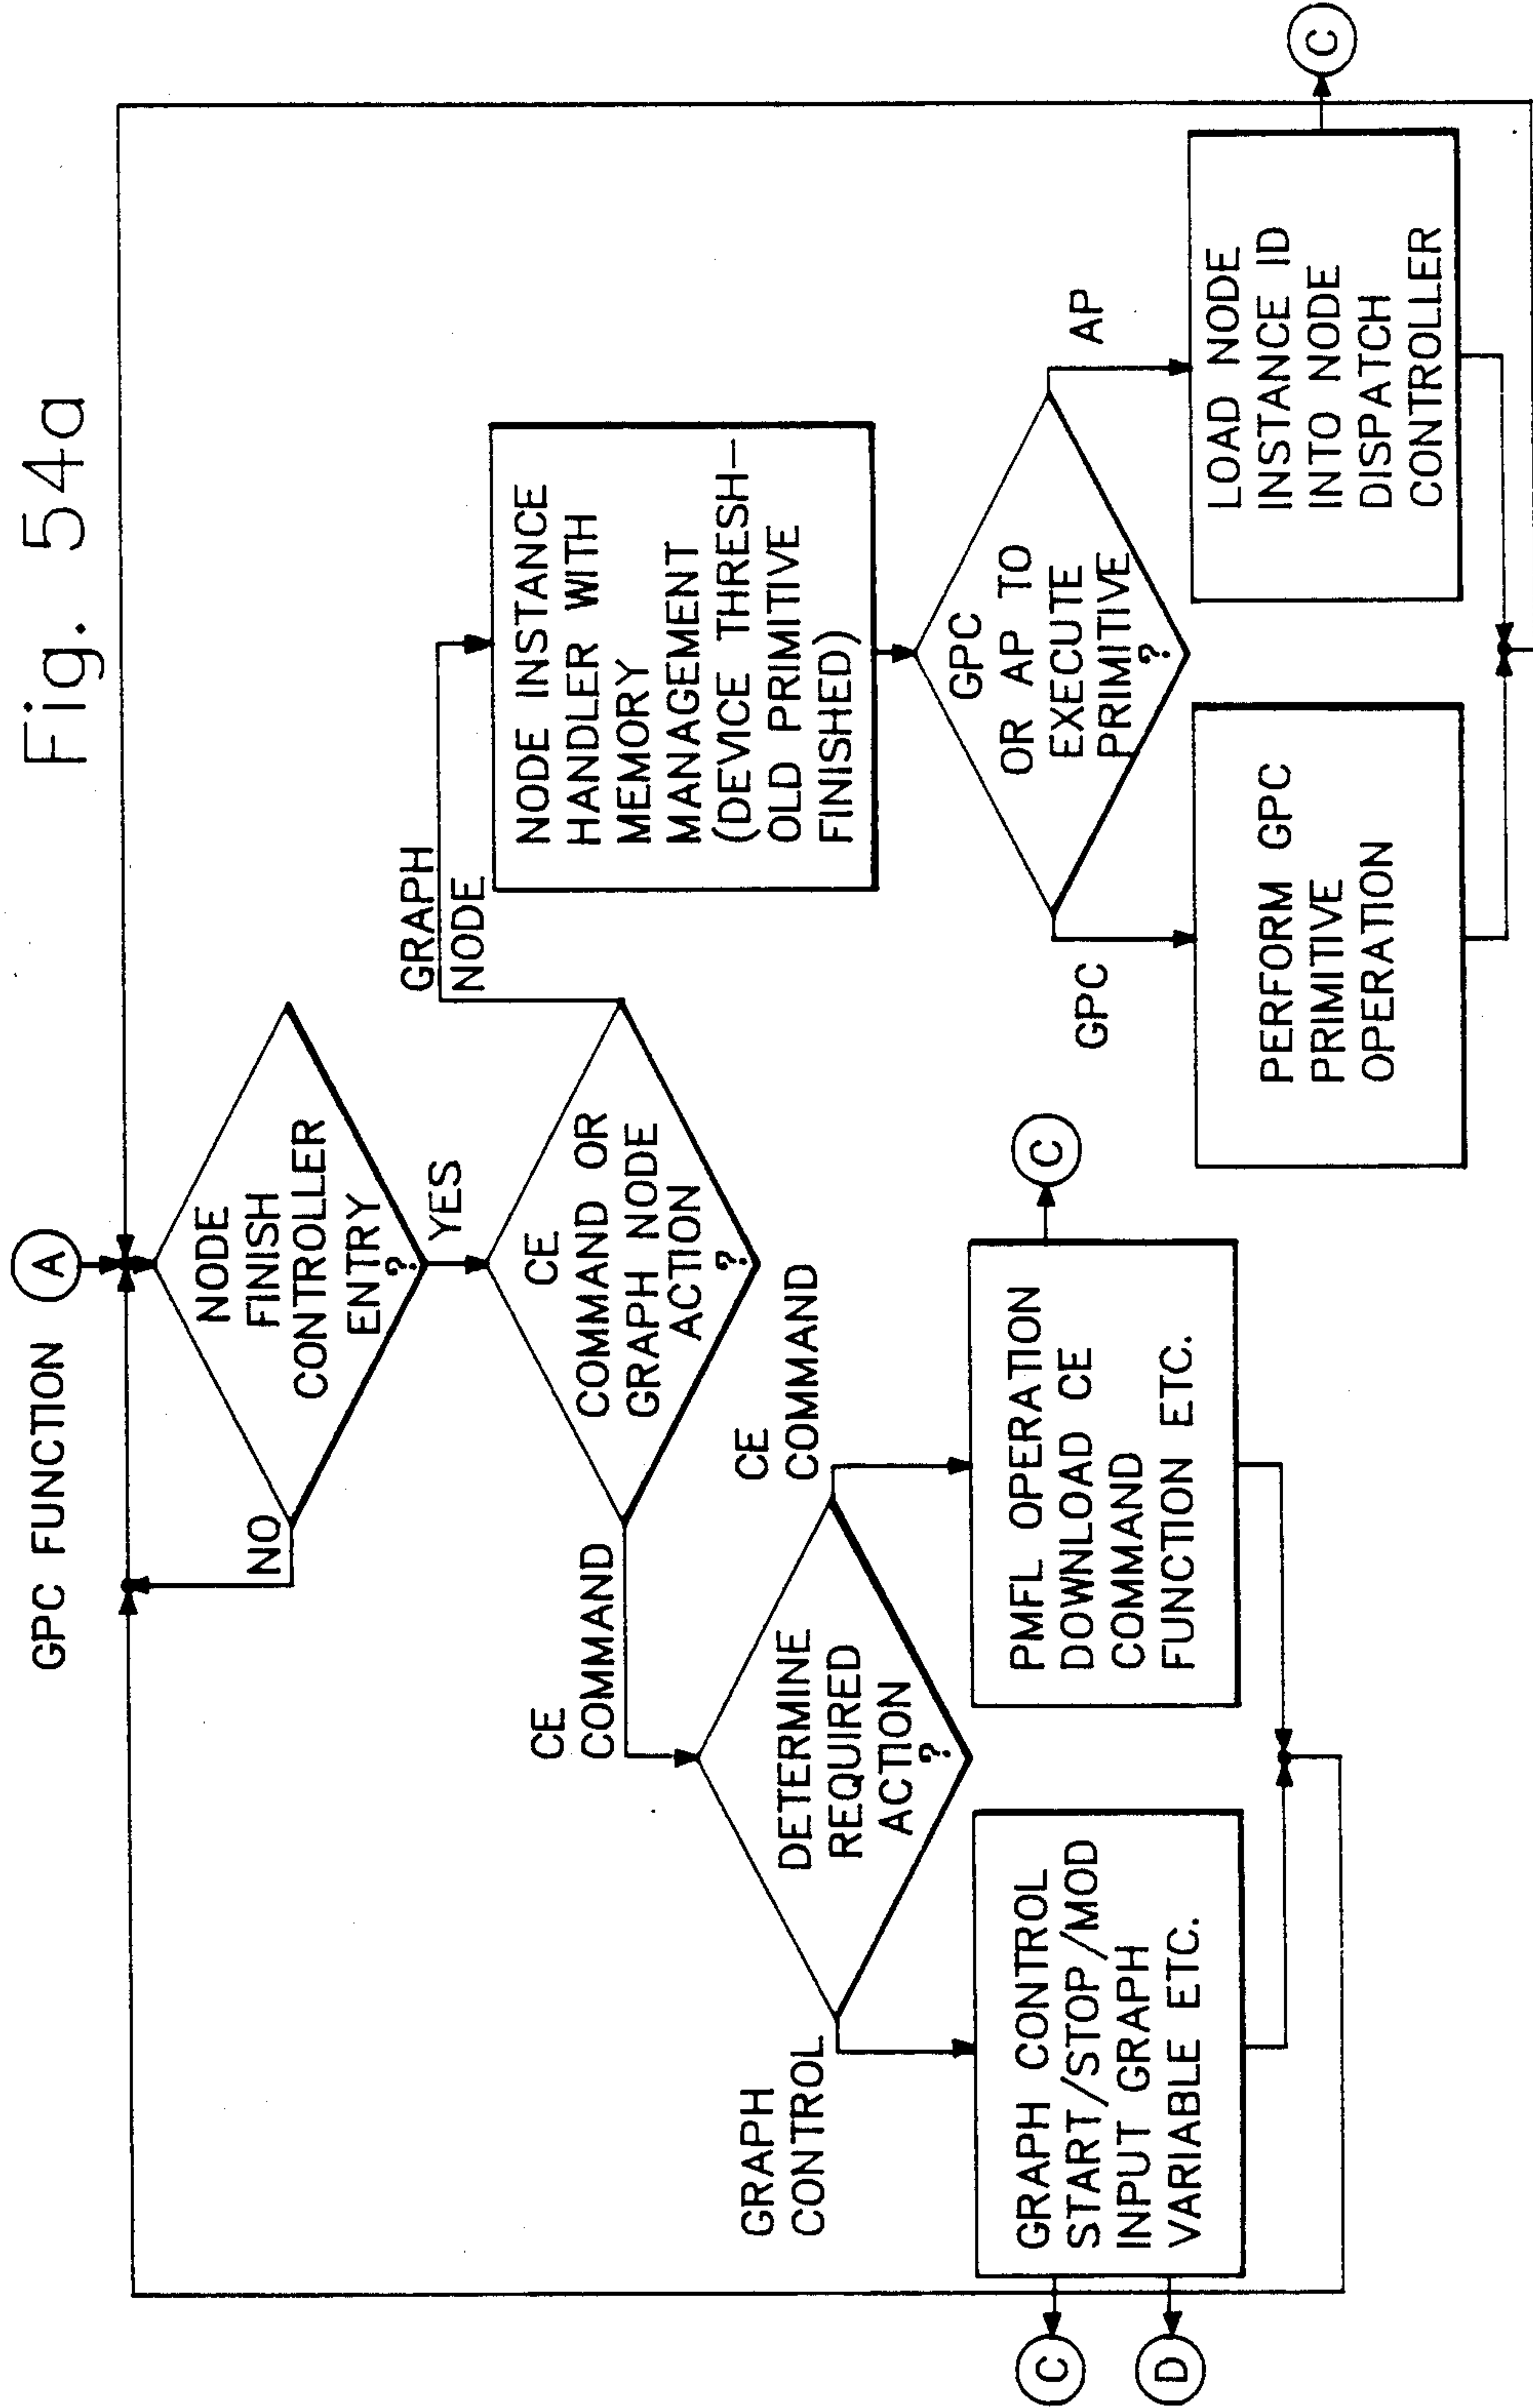 Fig. 54a
GPC FUNCTION
A
NODE
FINISH
CONTROLLER
ENTRY
?
NO
YES
CE
COMMAND OR
GRAPH NODE
ACTION
?
CE
COMMAND
GRAPH
NODE
DETERMINE
REQUIRED
ACTION
?
GRAPH
CONTROL
CE
COMMAND
GRAPH CONTROL
START/STOP/MOD
INPUT GRAPH
VARIABLE ETC.
C
D
PMFL OPERATION
DOWNLOAD CE
COMMAND
FUNCTION ETC.
C
NODE INSTANCE
HANDLER WITH
MEMORY
MANAGEMENT
(DEVICE THRESH-
OLD PRIMITIVE
FINISHED)
GPC
OR AP TO
EXECUTE
PRIMITIVE
?
GPC
AP
PERFORM GPC
PRIMITIVE
OPERATION
LOAD NODE
INSTANCE ID
INTO NODE
DISPATCH
CONTROLLER
C